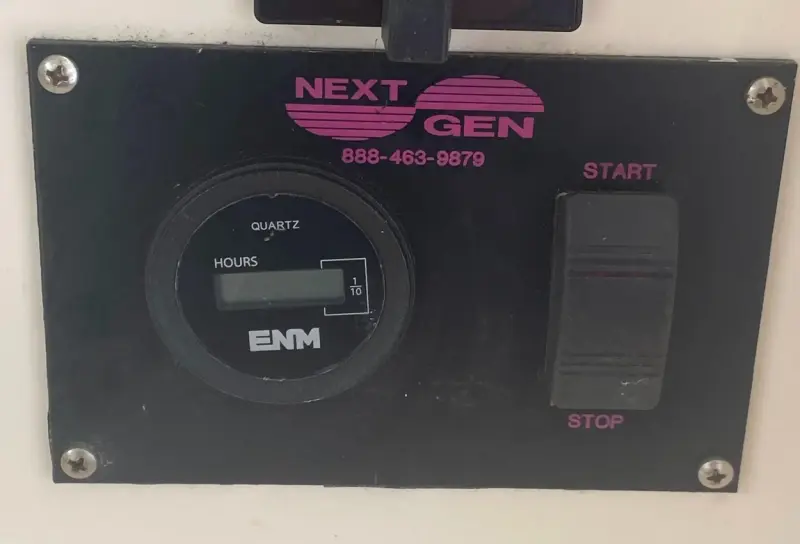 NEXT
GEN
888-463-9879
START
QUARTZ
HOURS
1
10
ENM
STOP